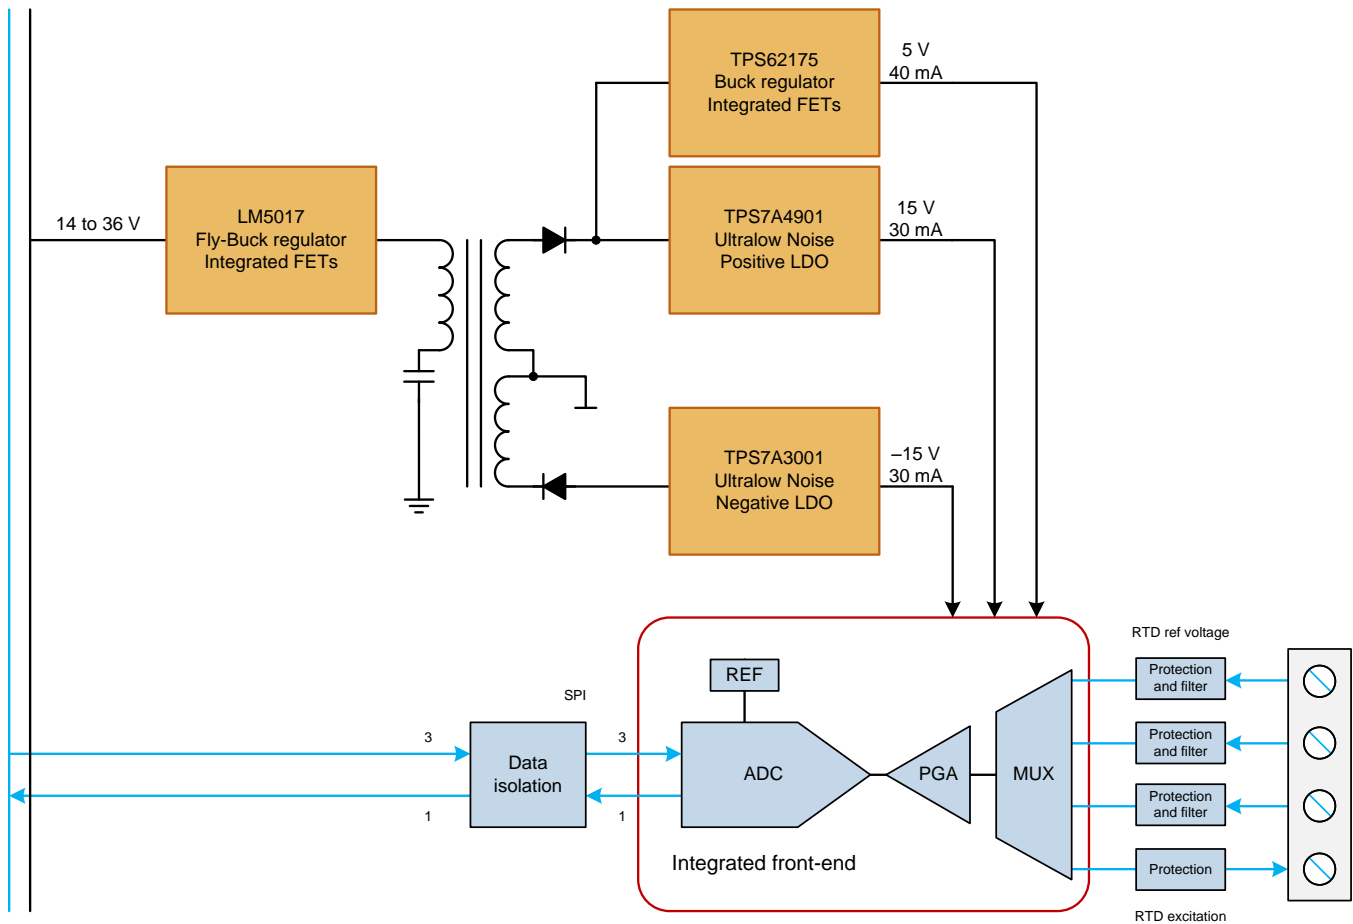 TPS62175
Buck regulator
Integrated FETs
5 V
40 mA
14 to 36 V
LM5017
Fly-Buck regulator
Integrated FETs
TPS7A4901
Ultralow Noise
Positive LDO
15 V
30 mA
TPS7A3001
Ultralow Noise
Negative LDO
–15 V
30 mA
RTD ref voltage
REF
SPI
Protection
and filter
3
3
Data
isolation
ADC
PGA
MUX
Protection
and filter
1
1
Protection
and filter
Integrated front-end
Protection
RTD excitation